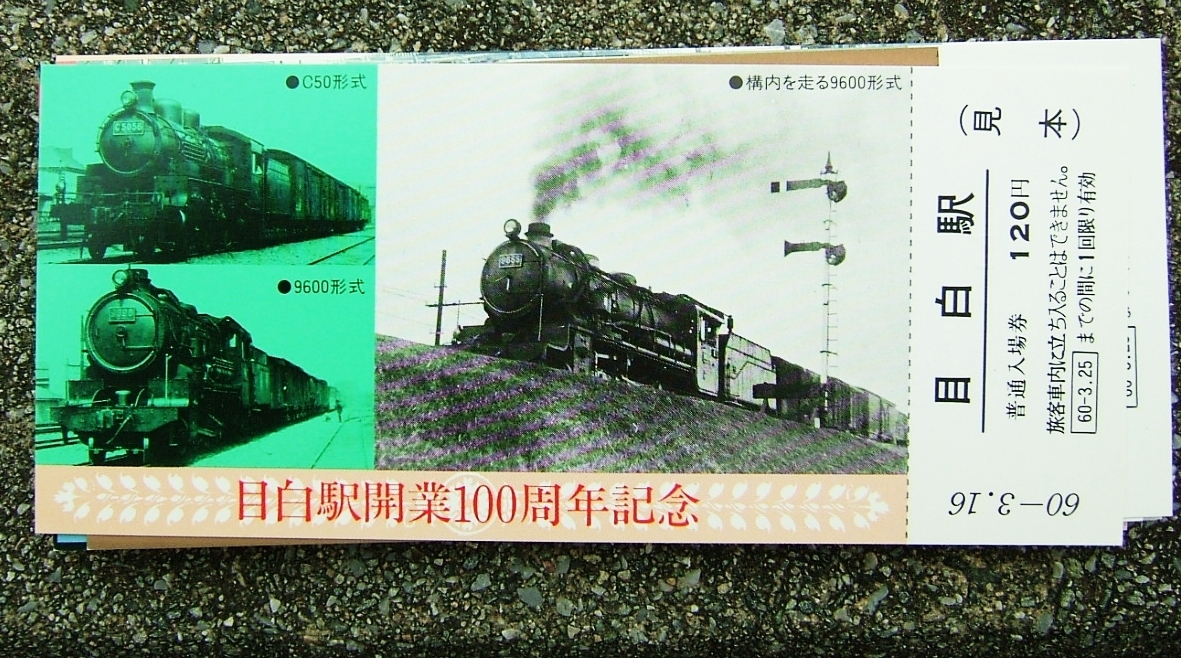 ●C50形式
C5056
●9600形式
●構内を走る9600形式
9655
目白駅開業100周年記念
(見本)
目白駅
普通入場券 120円
旅客車内に立ち入ることはできません。
60-3.25 までの間に1回限り有効
60-3.16